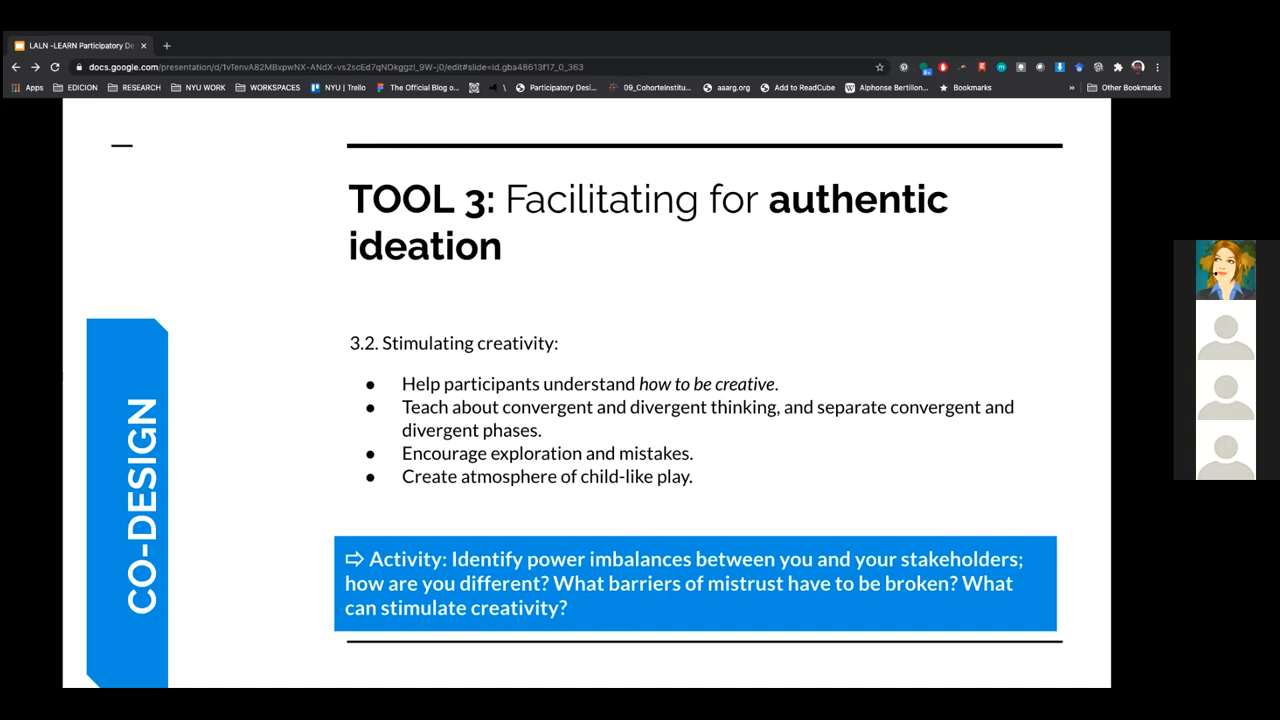 LALN -LEARN Participatory De
docs.google.com/presentation/d/1vTenvA82MBxpwNX-ANdX-vs2scEd7qNOkggzl_9W-j0/edit#slide=id.gba48613f17_0_363
Apps EDICION RESEARCH NYU WORK WORKSPACES NYU | Trello The Official Blog o... \ Participatory Desi... 09_CohorteInstitu... aaarg.org Add to ReadCube Alphonse Bertillon... Bookmarks » Other Bookmarks
TOOL 3: Facilitating for authentic
ideation
3.2. Stimulating creativity:
● Help participants understand how to be creative.
● Teach about convergent and divergent thinking, and separate convergent and
divergent phases.
● Encourage exploration and mistakes.
● Create atmosphere of child-like play.
CO-DESIGN
⇨ Activity: Identify power imbalances between you and your stakeholders;
how are you different? What barriers of mistrust have to be broken? What
can stimulate creativity?